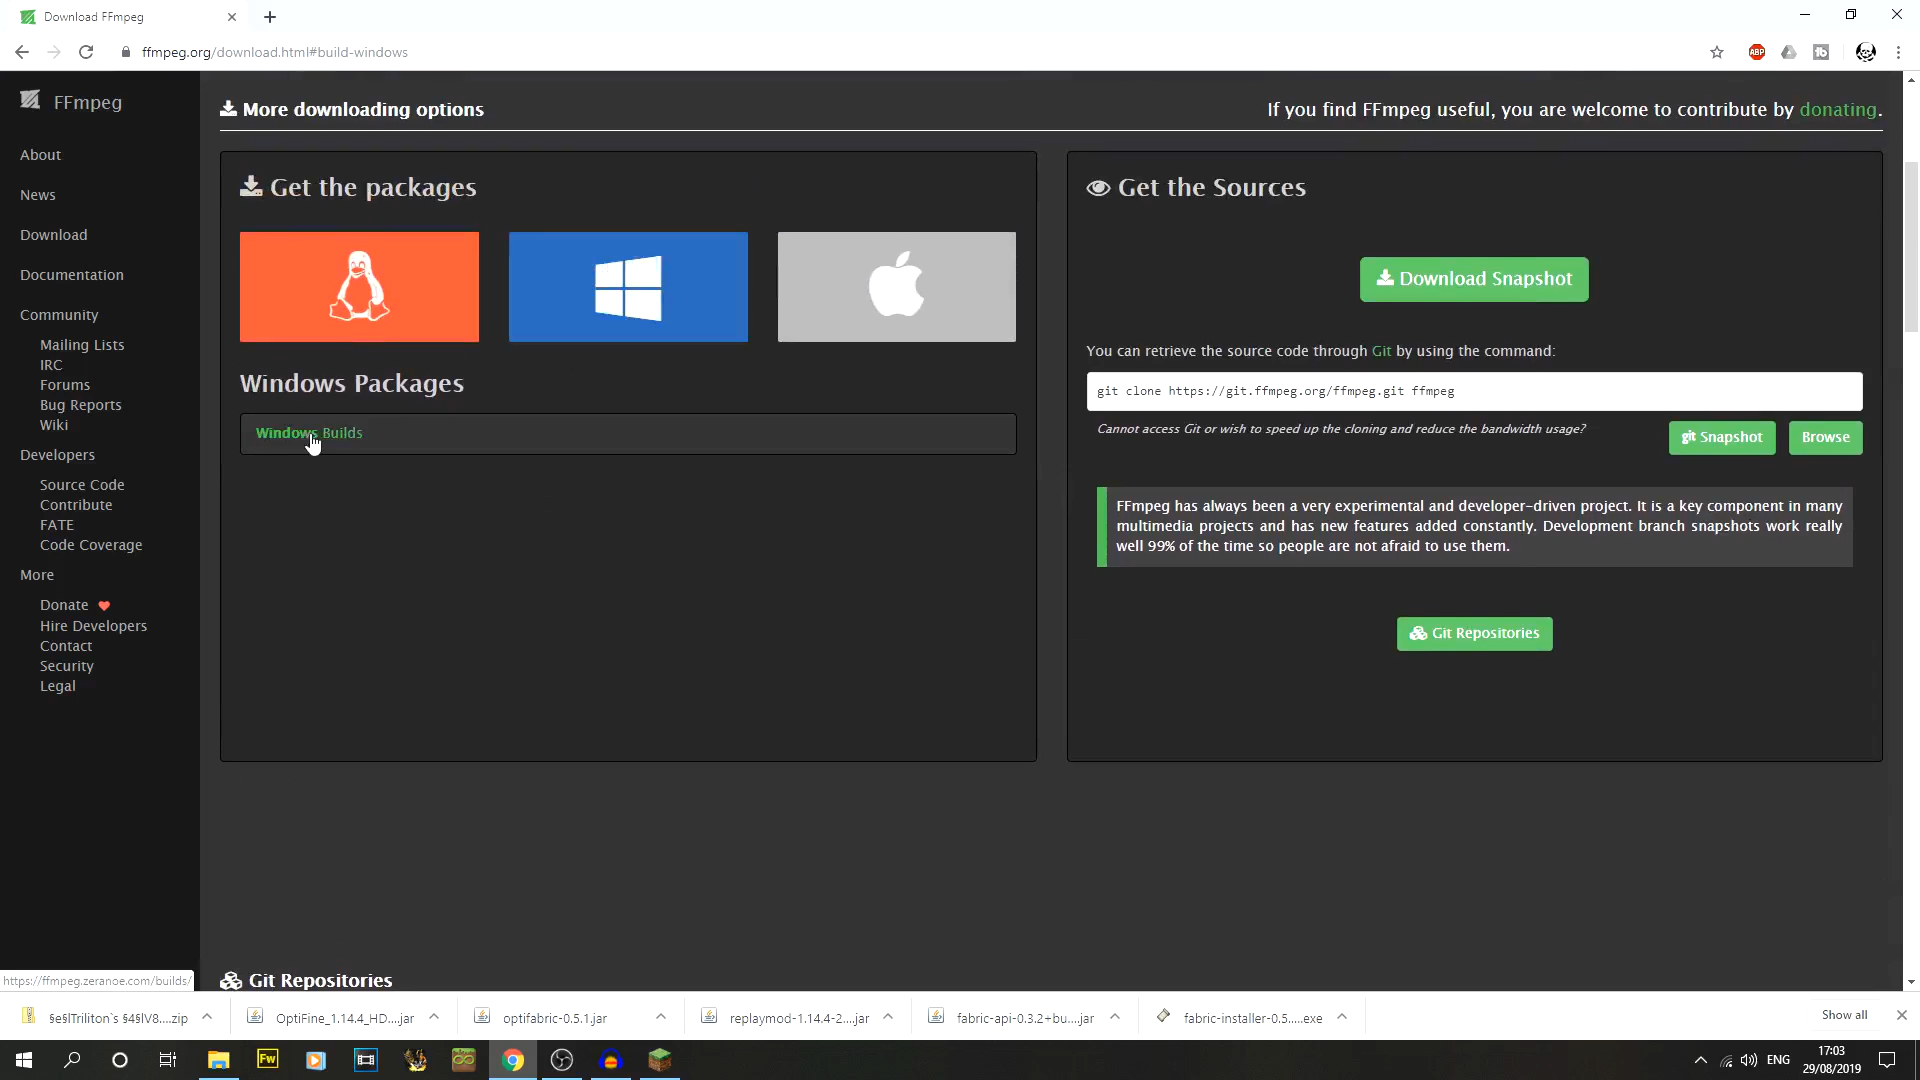 Download FFmpeg
ffmpeg.org/download.html#build-windows
ABP
FFmpeg
About
News
Download
Documentation
Community
Mailing Lists
IRC
Forums
Bug Reports
Wiki
Developers
Source Code
Contribute
FATE
Code Coverage
More
Donate
Hire Developers
Contact
Security
Legal
More downloading options
If you find FFmpeg useful, you are welcome to contribute by donating.
Get the packages
Windows Packages
Windows Builds
Get the Sources
Download Snapshot
You can retrieve the source code through Git by using the command:
git clone https://git.ffmpeg.org/ffmpeg.git ffmpeg
Cannot access Git or wish to speed up the cloning and reduce the bandwidth usage?
git Snapshot
Browse
FFmpeg has always been a very experimental and developer-driven project. It is a key component in many
multimedia projects and has new features added constantly. Development branch snapshots work really
well 99% of the time so people are not afraid to use them.
Git Repositories
Git Repositories
https://ffmpeg.zeranoe.com/builds/
§e§lTriliton`s §4§lV8....zip
OptiFine_1.14.4_HD....jar
optifabric-0.5.1.jar
replaymod-1.14.4-2....jar
fabric-api-0.3.2+bu....jar
fabric-installer-0.5.....exe
Show all
Fw
ENG
17:03
29/08/2019